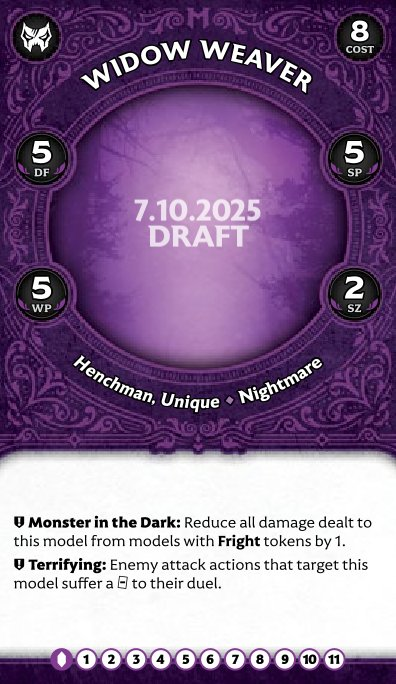 WIDOW WEAVER
8
COST
5
DF
5
SP
7.10.2025
DRAFT
5
WP
2
SZ
Henchman, Unique ◆ Nightmare
Monster in the Dark: Reduce all damage dealt to
this model from models with Fright tokens by 1.
Terrifying: Enemy attack actions that target this
model suffer a to their duel.
1 2 3 4 5 6 7 8 9 10 11